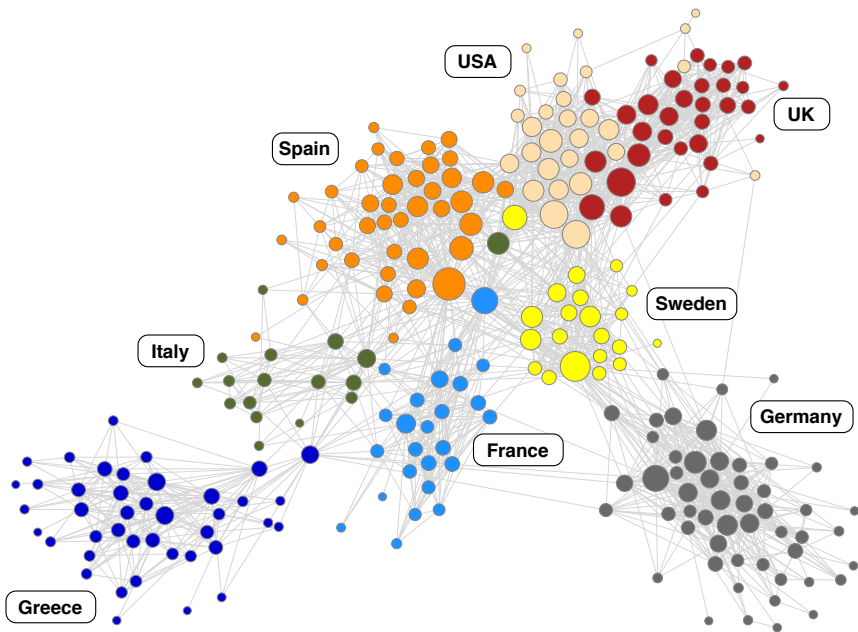 USA
UK
Spain
Sweden
Italy
Germany
France
Greece